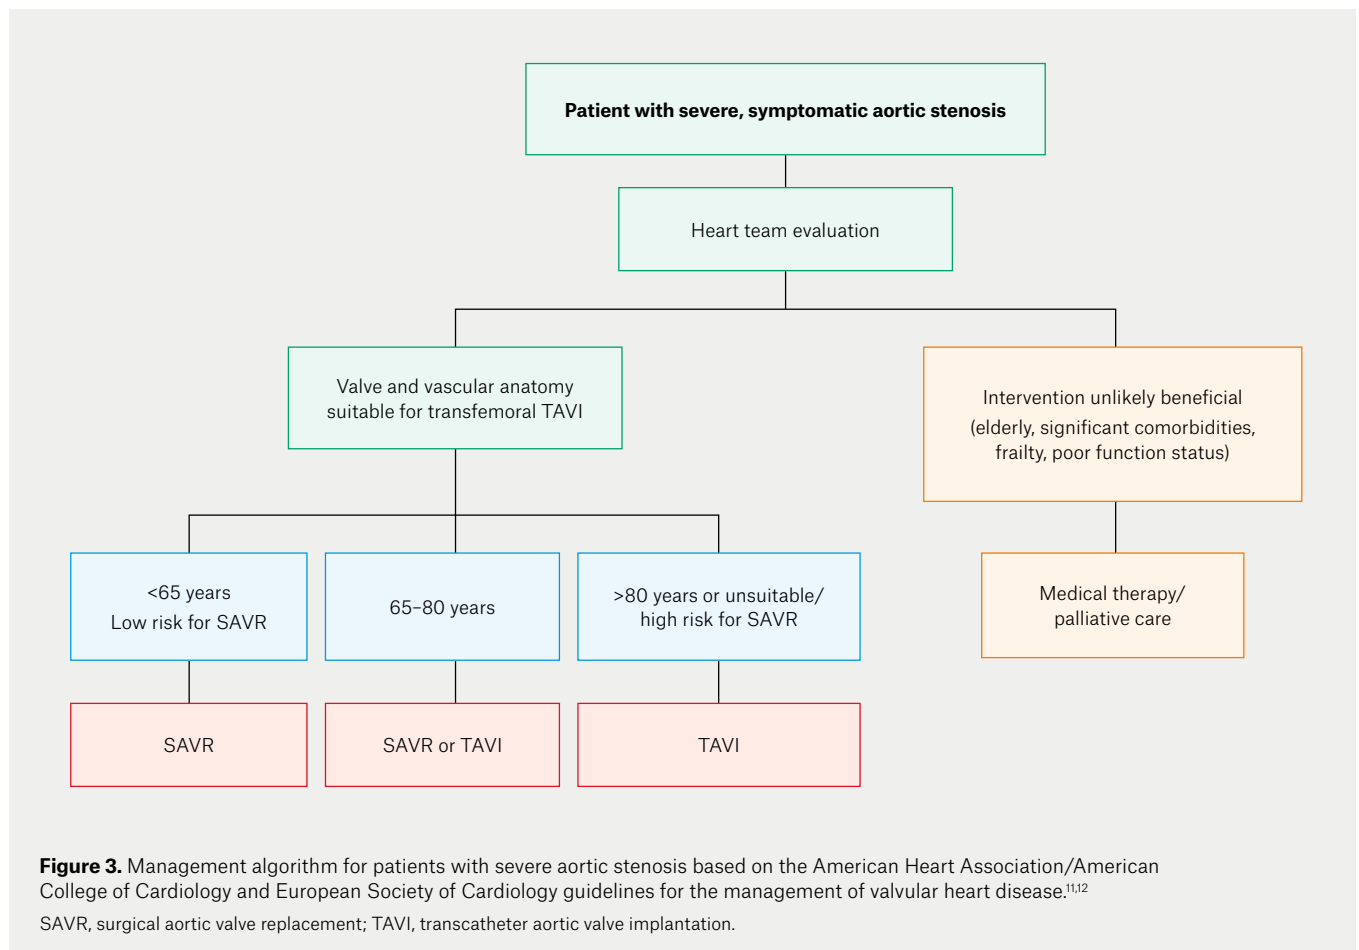 Patient with severe, symptomatic aortic stenosis
Heart team evaluation
Valve and vascular anatomy
suitable for transfemoral TAVI
Intervention unlikely beneficial
(elderly, significant comorbidities,
frailty, poor function status)
<65 years
Low risk for SAVR
65–80 years
>80 years or unsuitable/
high risk for SAVR
Medical therapy/
palliative care
SAVR
SAVR or TAVI
TAVI
Figure 3. Management algorithm for patients with severe aortic stenosis based on the American Heart Association/American
College of Cardiology and European Society of Cardiology guidelines for the management of valvular heart disease.11,12
SAVR, surgical aortic valve replacement; TAVI, transcatheter aortic valve implantation.